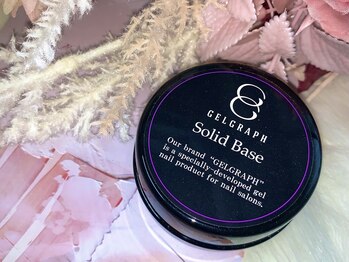 GELGRAPH
Solid Base
Our brand "GELGRAPH"
is a specially-developed gel
nail product for nail salons.